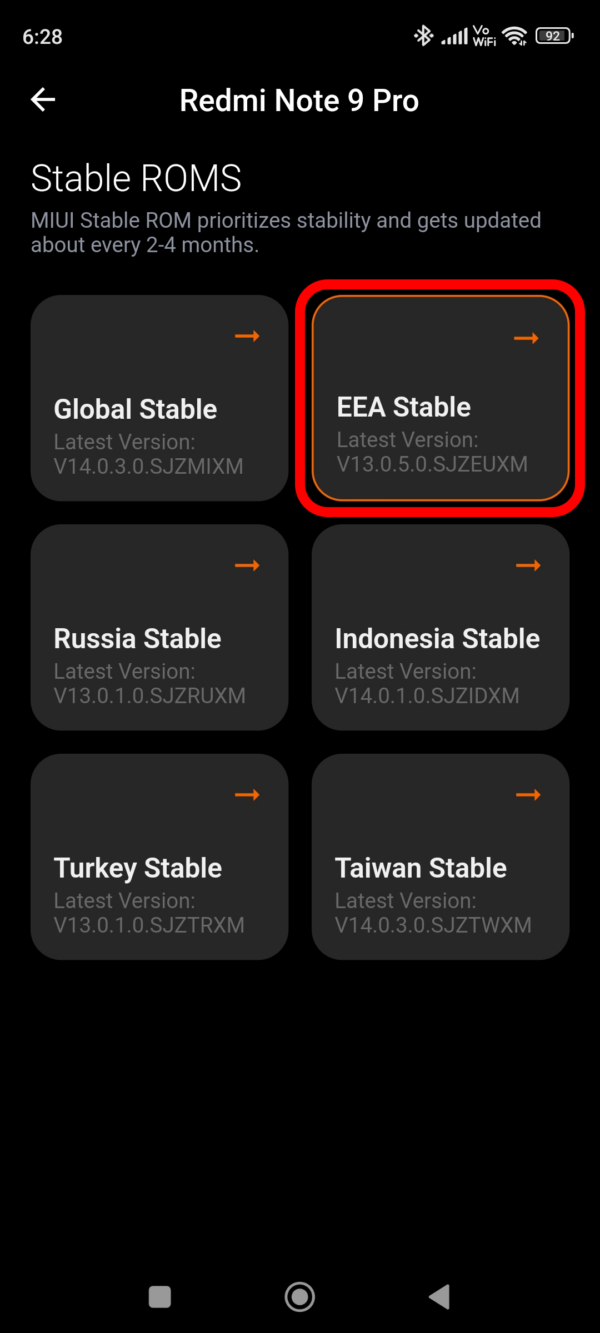 6:28
Vo
WiFi
92
Redmi Note 9 Pro
Stable ROMS
MIUI Stable ROM prioritizes stability and gets updated
about every 2-4 months.
Global Stable
Latest Version:
V14.0.3.0.SJZMIXM
EEA Stable
Latest Version:
V13.0.5.0.SJZEUXM
Russia Stable
Latest Version:
V13.0.1.0.SJZRUXM
Indonesia Stable
Latest Version:
V14.0.1.0.SJZIDXM
Turkey Stable
Latest Version:
V13.0.1.0.SJZTRXM
Taiwan Stable
Latest Version:
V14.0.3.0.SJZTWXM